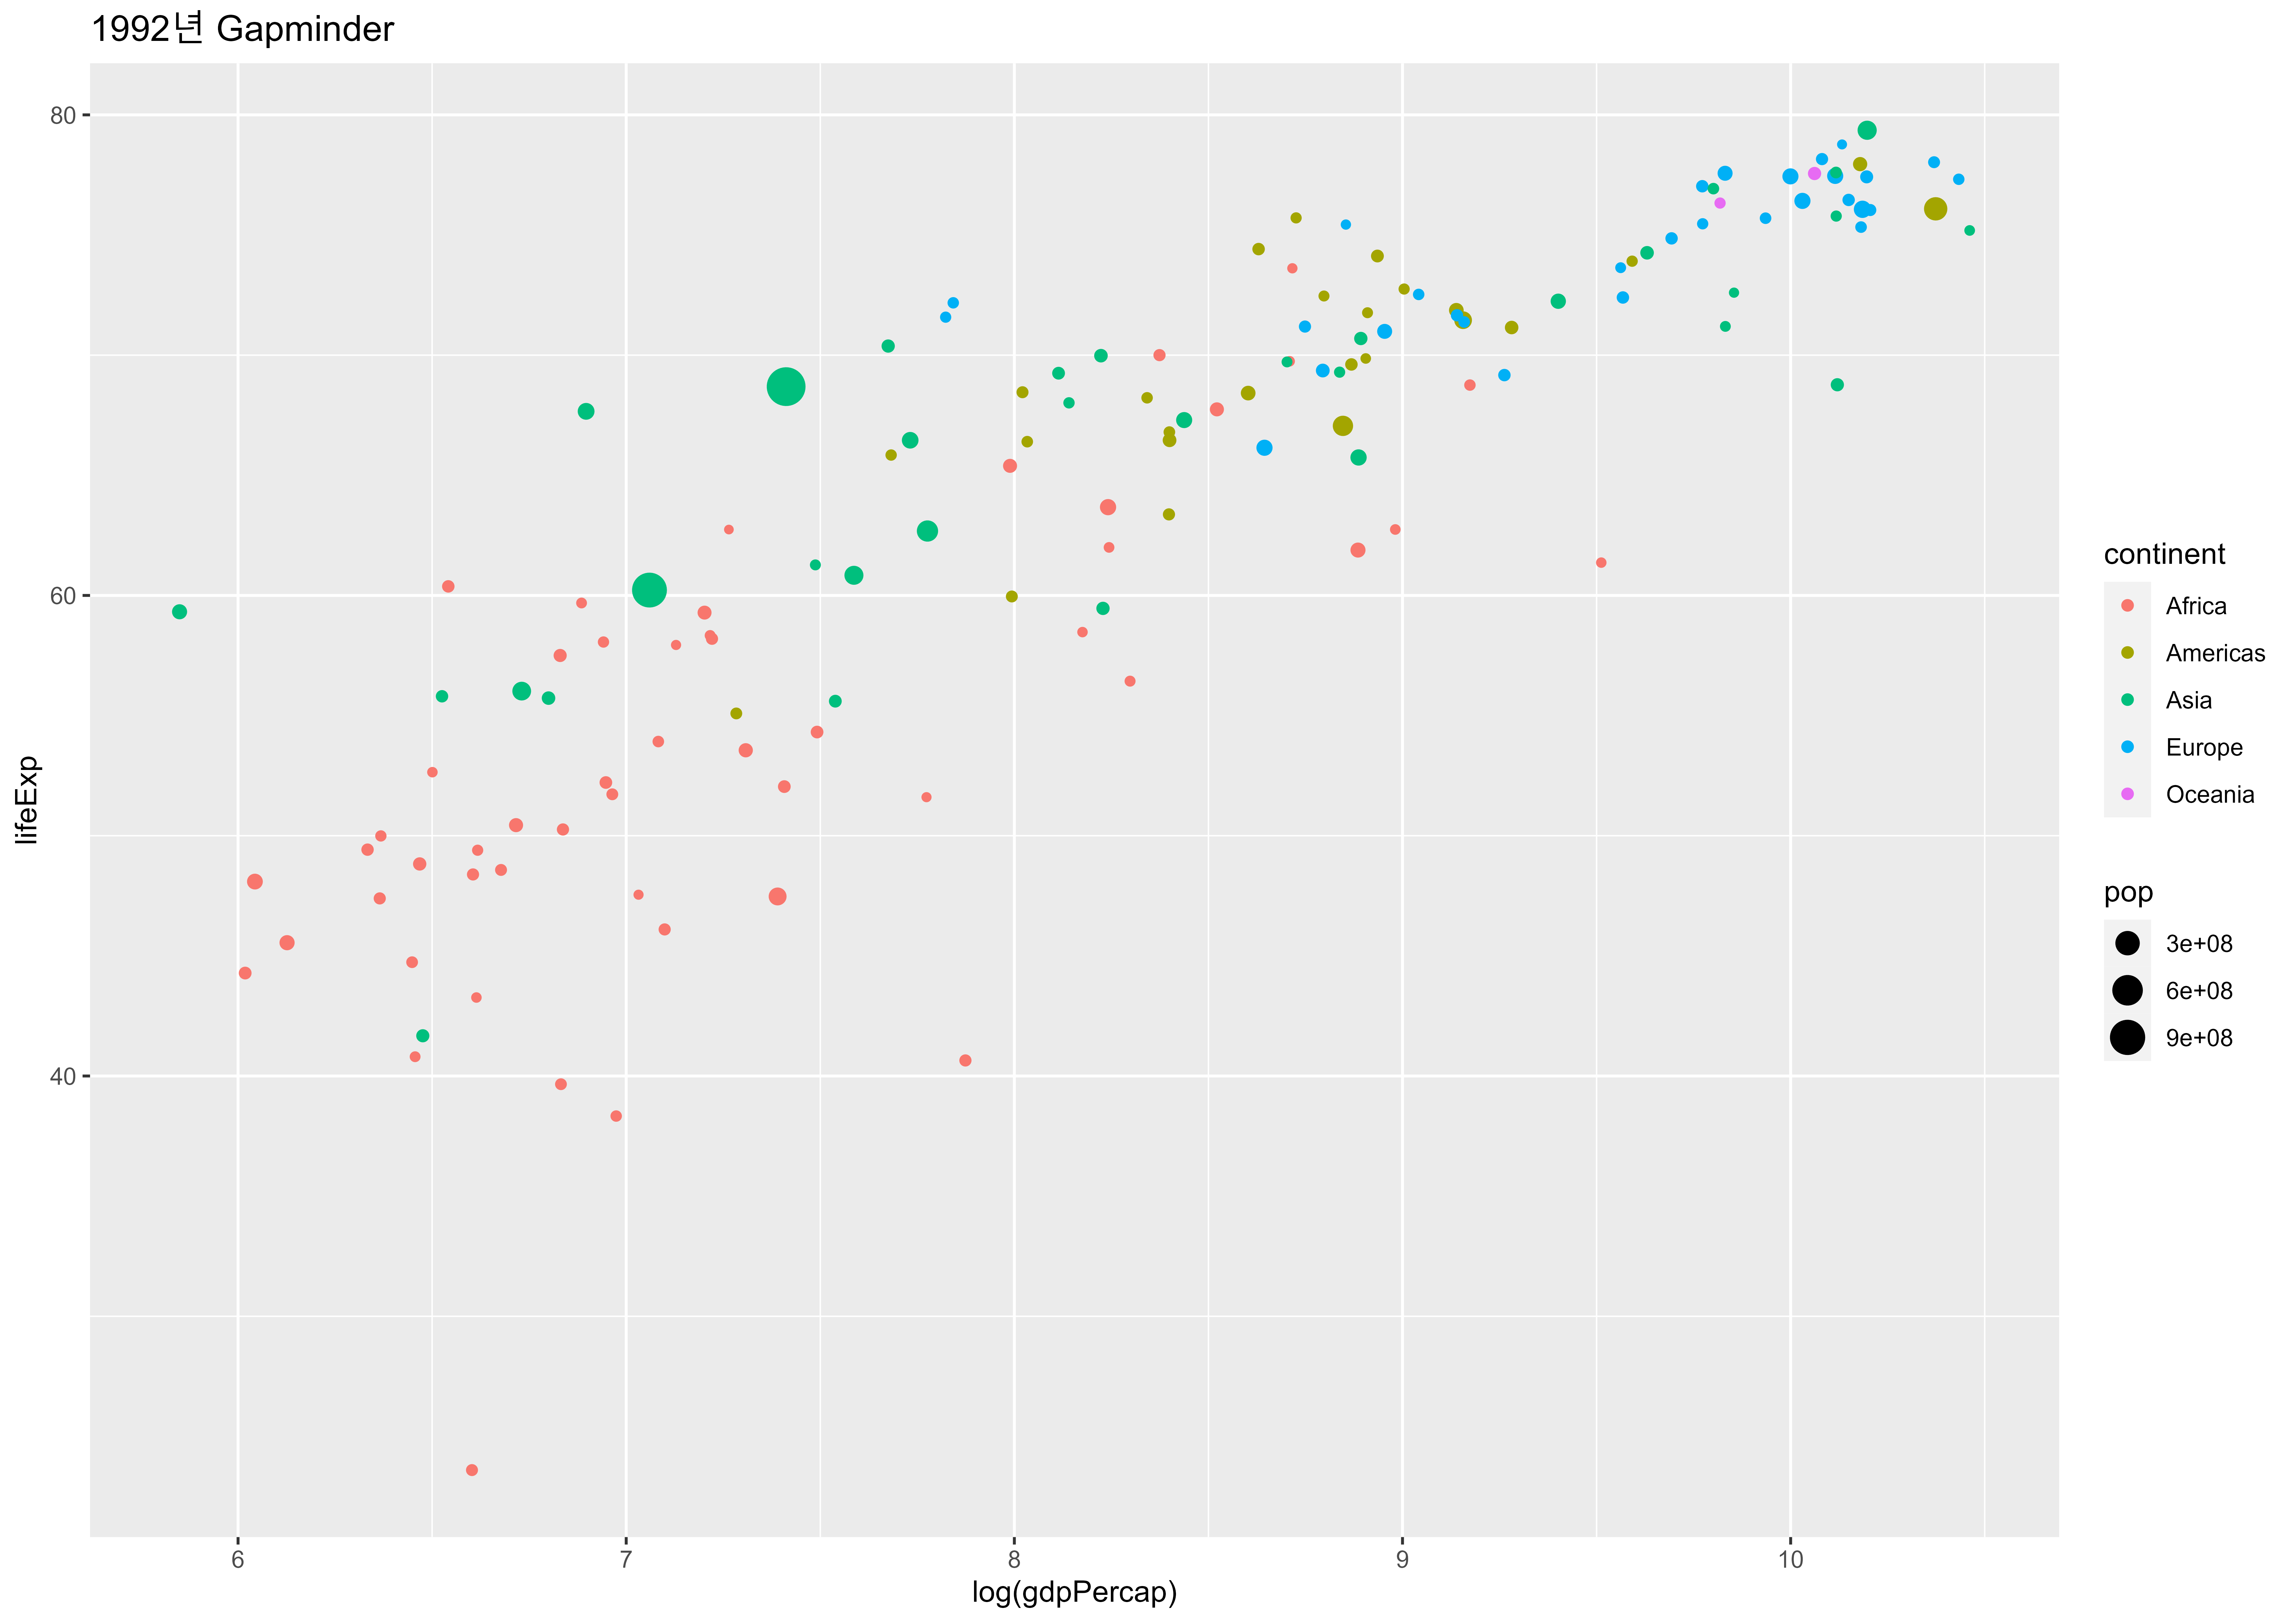 1992년 Gapminder
80
60
40
lifeExp
6 7 8 9 10
log(gdpPercap)
continent
Africa
Americas
Asia
Europe
Oceania
pop
3e+08
6e+08
9e+08